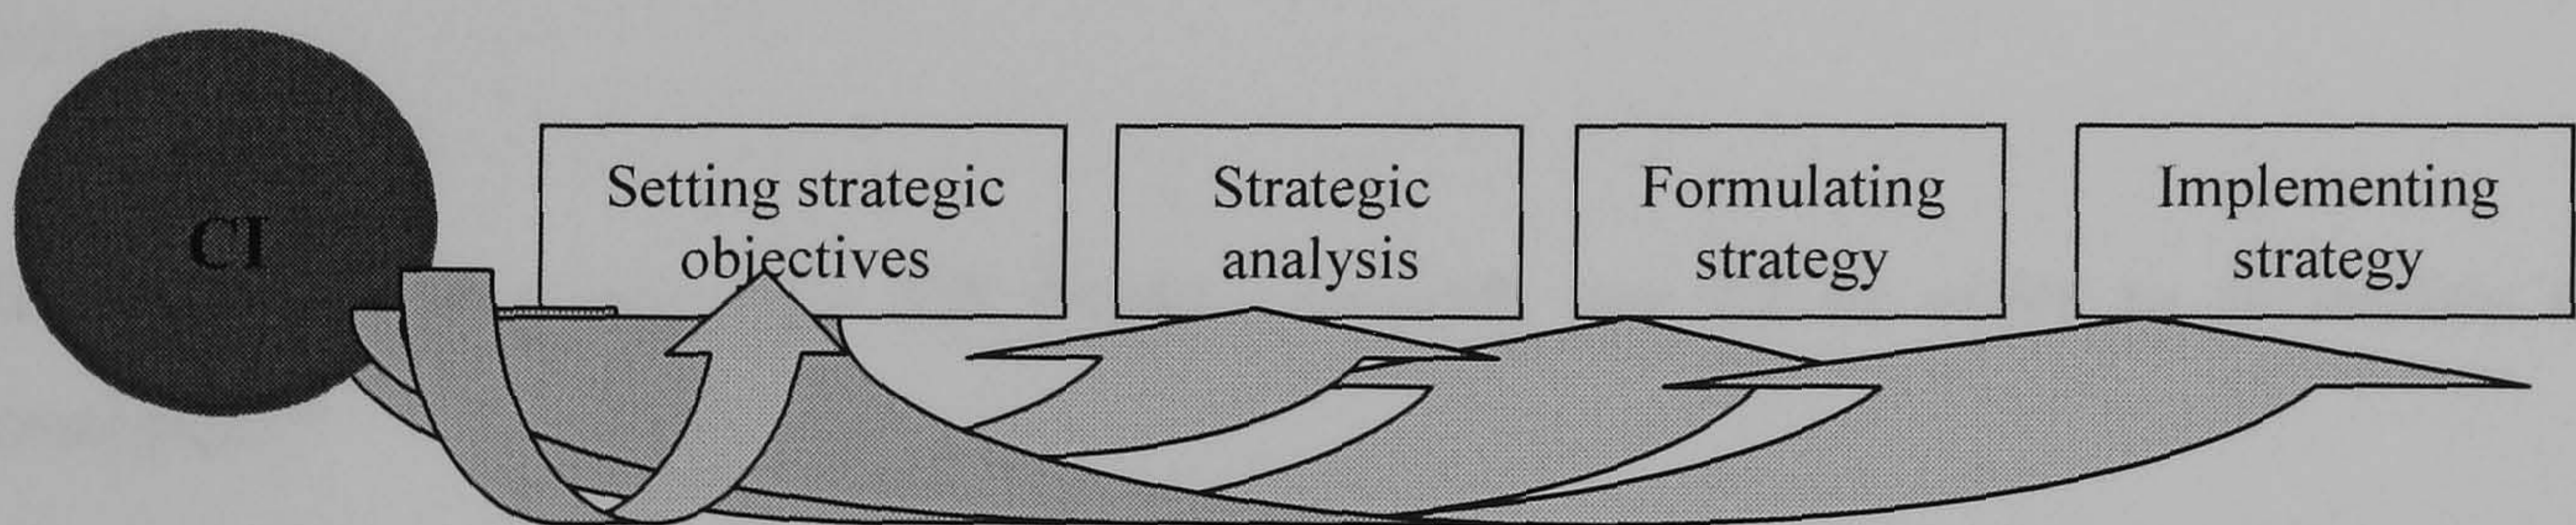 CI
Setting strategic
objectives
Strategic
analysis
Formulating
strategy
Implementing
strategy